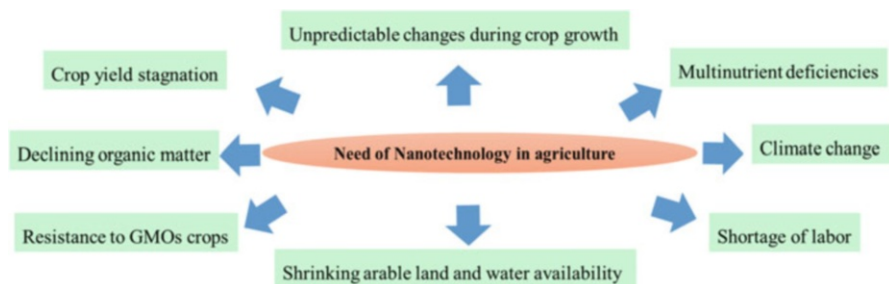 Unpredictable changes during crop growth
Crop yield stagnation
Multinutrient deficiencies
Declining organic matter
Need of Nanotechnology in agriculture
Climate change
Resistance to GMOs crops
Shortage of labor
Shrinking arable land and water availability